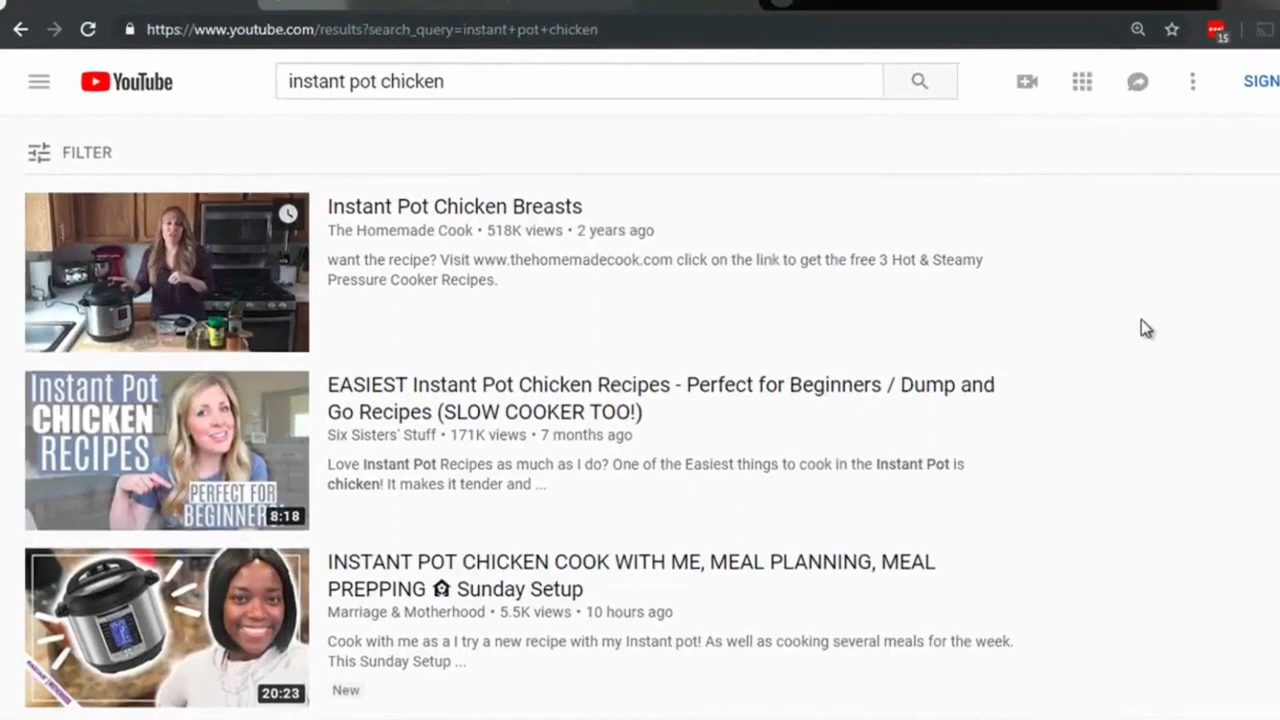 https://www.youtube.com/results?search_query=instant+pot+chicken
15
YouTube
instant pot chicken
SIGN
FILTER
Instant Pot Chicken Breasts
The Homemade Cook • 518K views • 2 years ago
want the recipe? Visit www.thehomemadecook.com click on the link to get the free 3 Hot & Steamy
Pressure Cooker Recipes.
Instant Pot
CHICKEN
RECIPES
PERFECT FOR
BEGINNER
8:18
EASIEST Instant Pot Chicken Recipes - Perfect for Beginners / Dump and
Go Recipes (SLOW COOKER TOO!)
Six Sisters' Stuff • 171K views • 7 months ago
Love Instant Pot Recipes as much as I do? One of the Easiest things to cook in the Instant Pot is
chicken! It makes it tender and ...
20:23
INSTANT POT CHICKEN COOK WITH ME, MEAL PLANNING, MEAL
PREPPING 🏠 Sunday Setup
Marriage & Motherhood • 5.5K views • 10 hours ago
Cook with me as a I try a new recipe with my Instant pot! As well as cooking several meals for the week.
This Sunday Setup ...
New